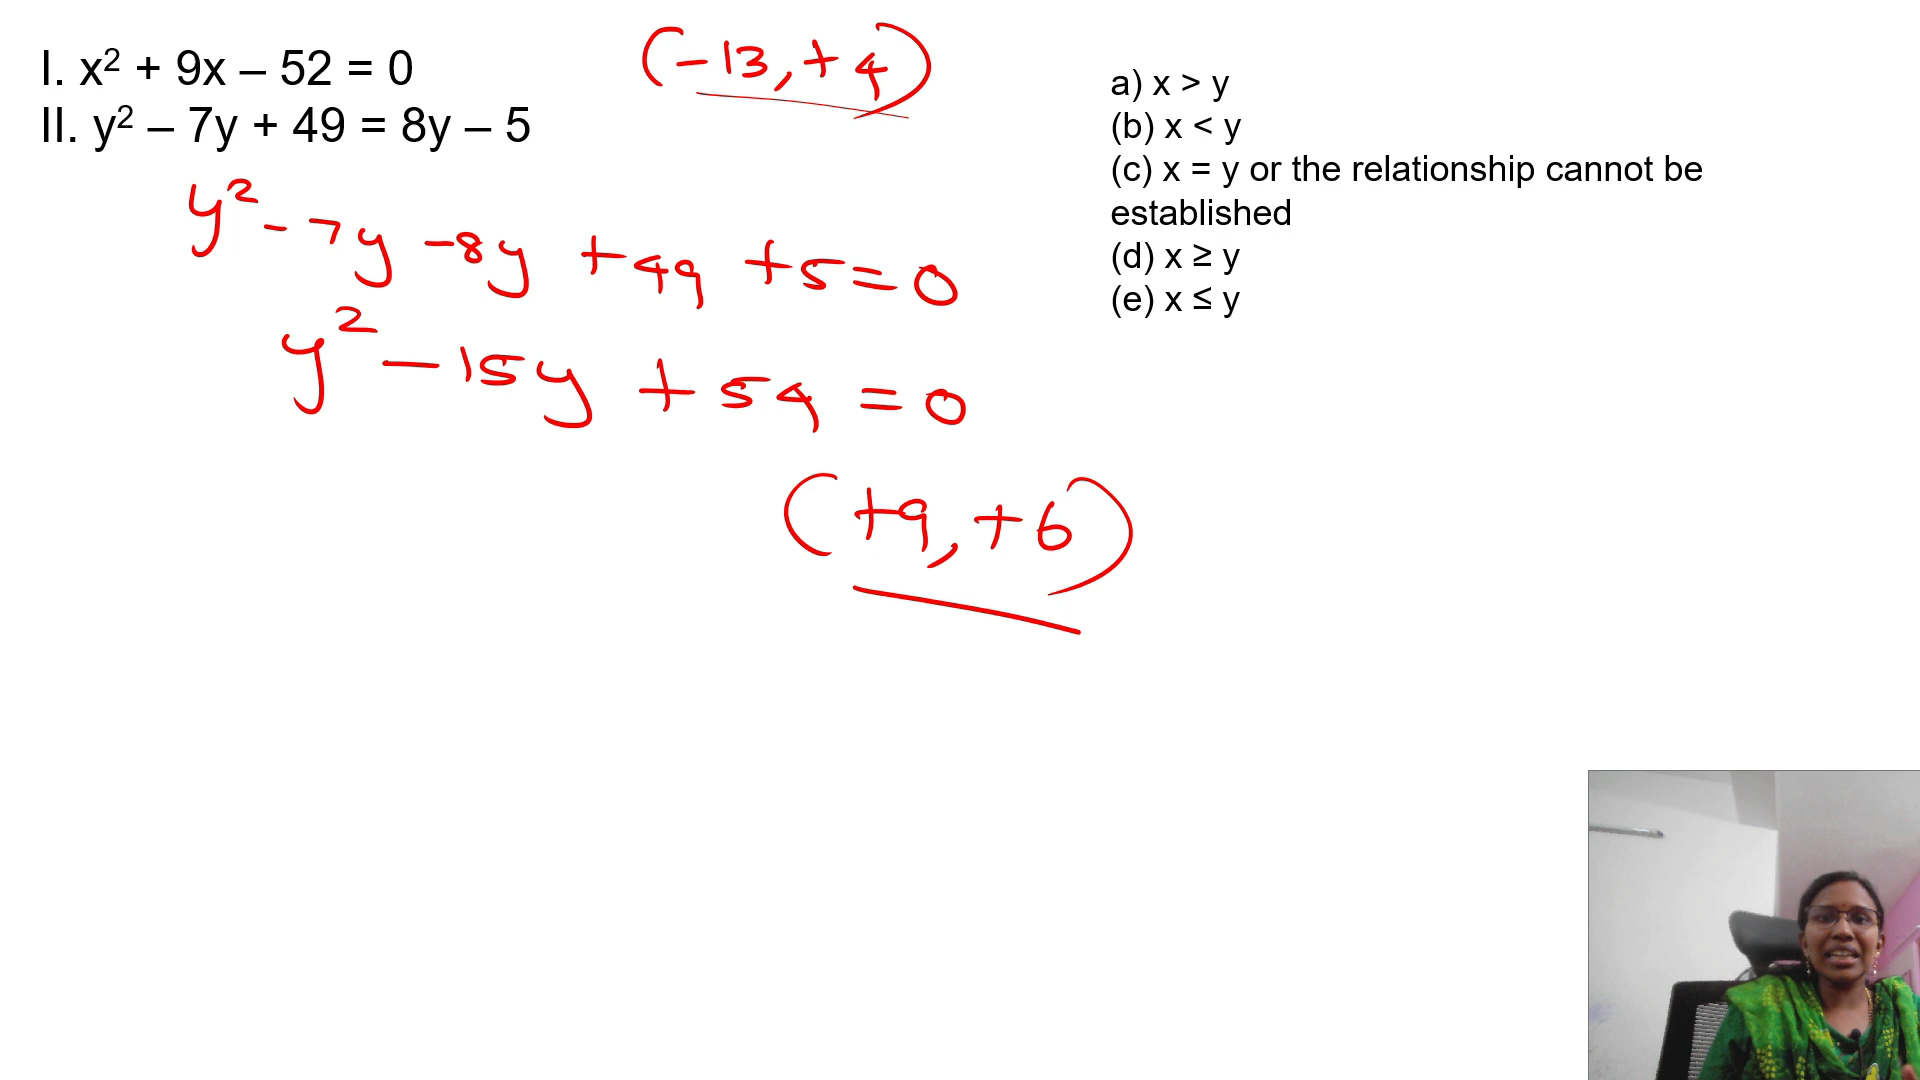 I. x² + 9x – 52 = 0
(-13, +4)
II. y² – 7y + 49 = 8y – 5
y² - 7y - 8y + 49 + 5 = 0
y² - 15y + 54 = 0
(+9, +6)
a) x > y
(b) x < y
(c) x = y or the relationship cannot be
established
(d) x ≥ y
(e) x ≤ y